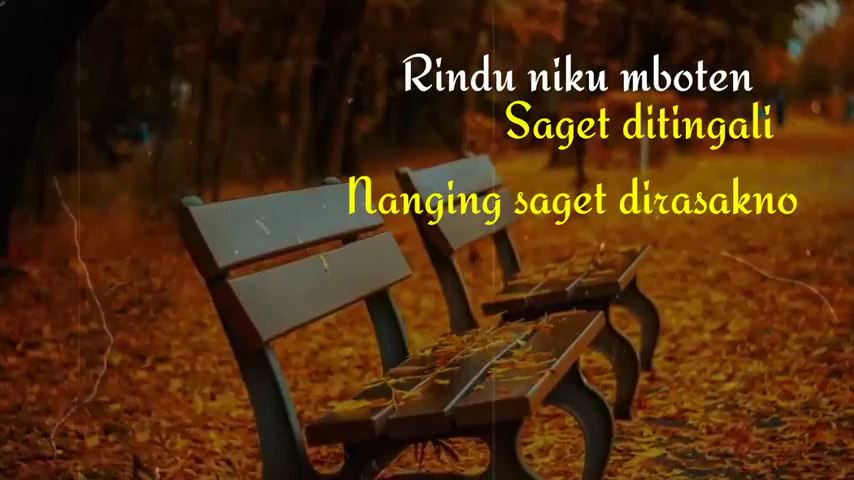 Rindu niku mboten
Saget ditingali
Nanging saget dirasakno